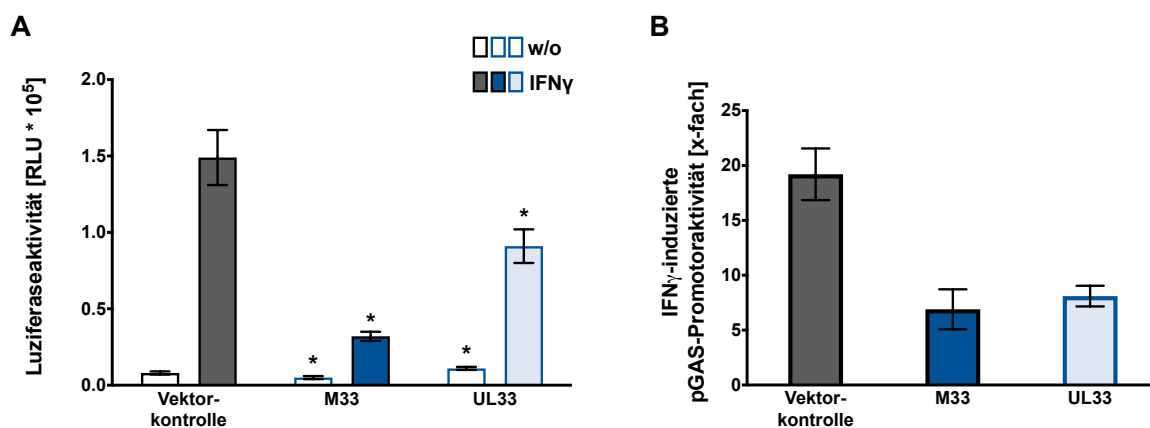 A
w/o
IFNγ
Luziferaseaktivität [RLU * 10⁵]
2.0
1.5
1.0
0.5
0.0
*
*
*
*
Vektor-
kontrolle
M33
UL33
B
IFNγ-induzierte
pGAS-Promotoraktivität [x-fach]
25
20
15
10
5
0
Vektor-
kontrolle
M33
UL33